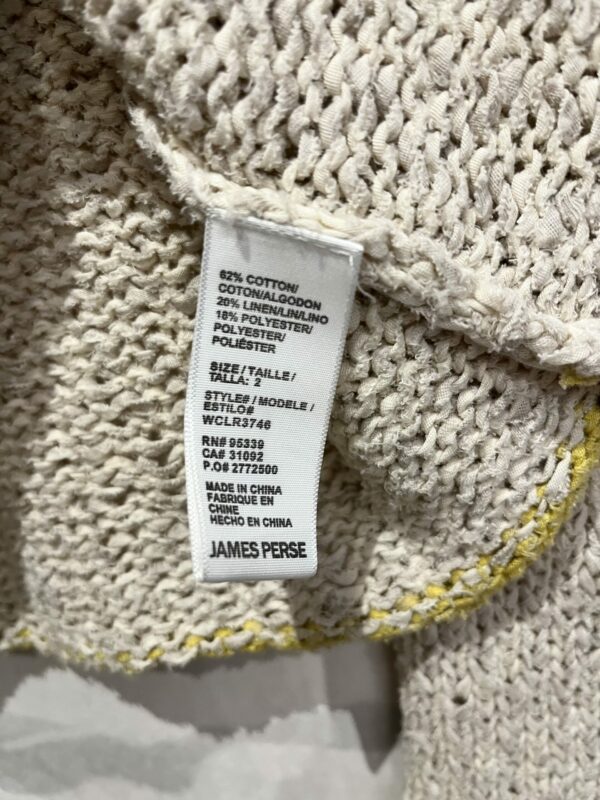 62% COTTON/
COTON/ALGODON
20% LINEN/LIN/LINO
18% POLYESTER/
POLYESTER/
POLIÉSTER
SIZE / TAILLE /
TALLA: 2
STYLE# / MODELE /
ESTILO#
WCLR3746
RN# 95339
CA# 31092
P.O# 2772500
MADE IN CHINA
FABRIQUE EN
CHINE
HECHO EN CHINA
JAMES PERSE